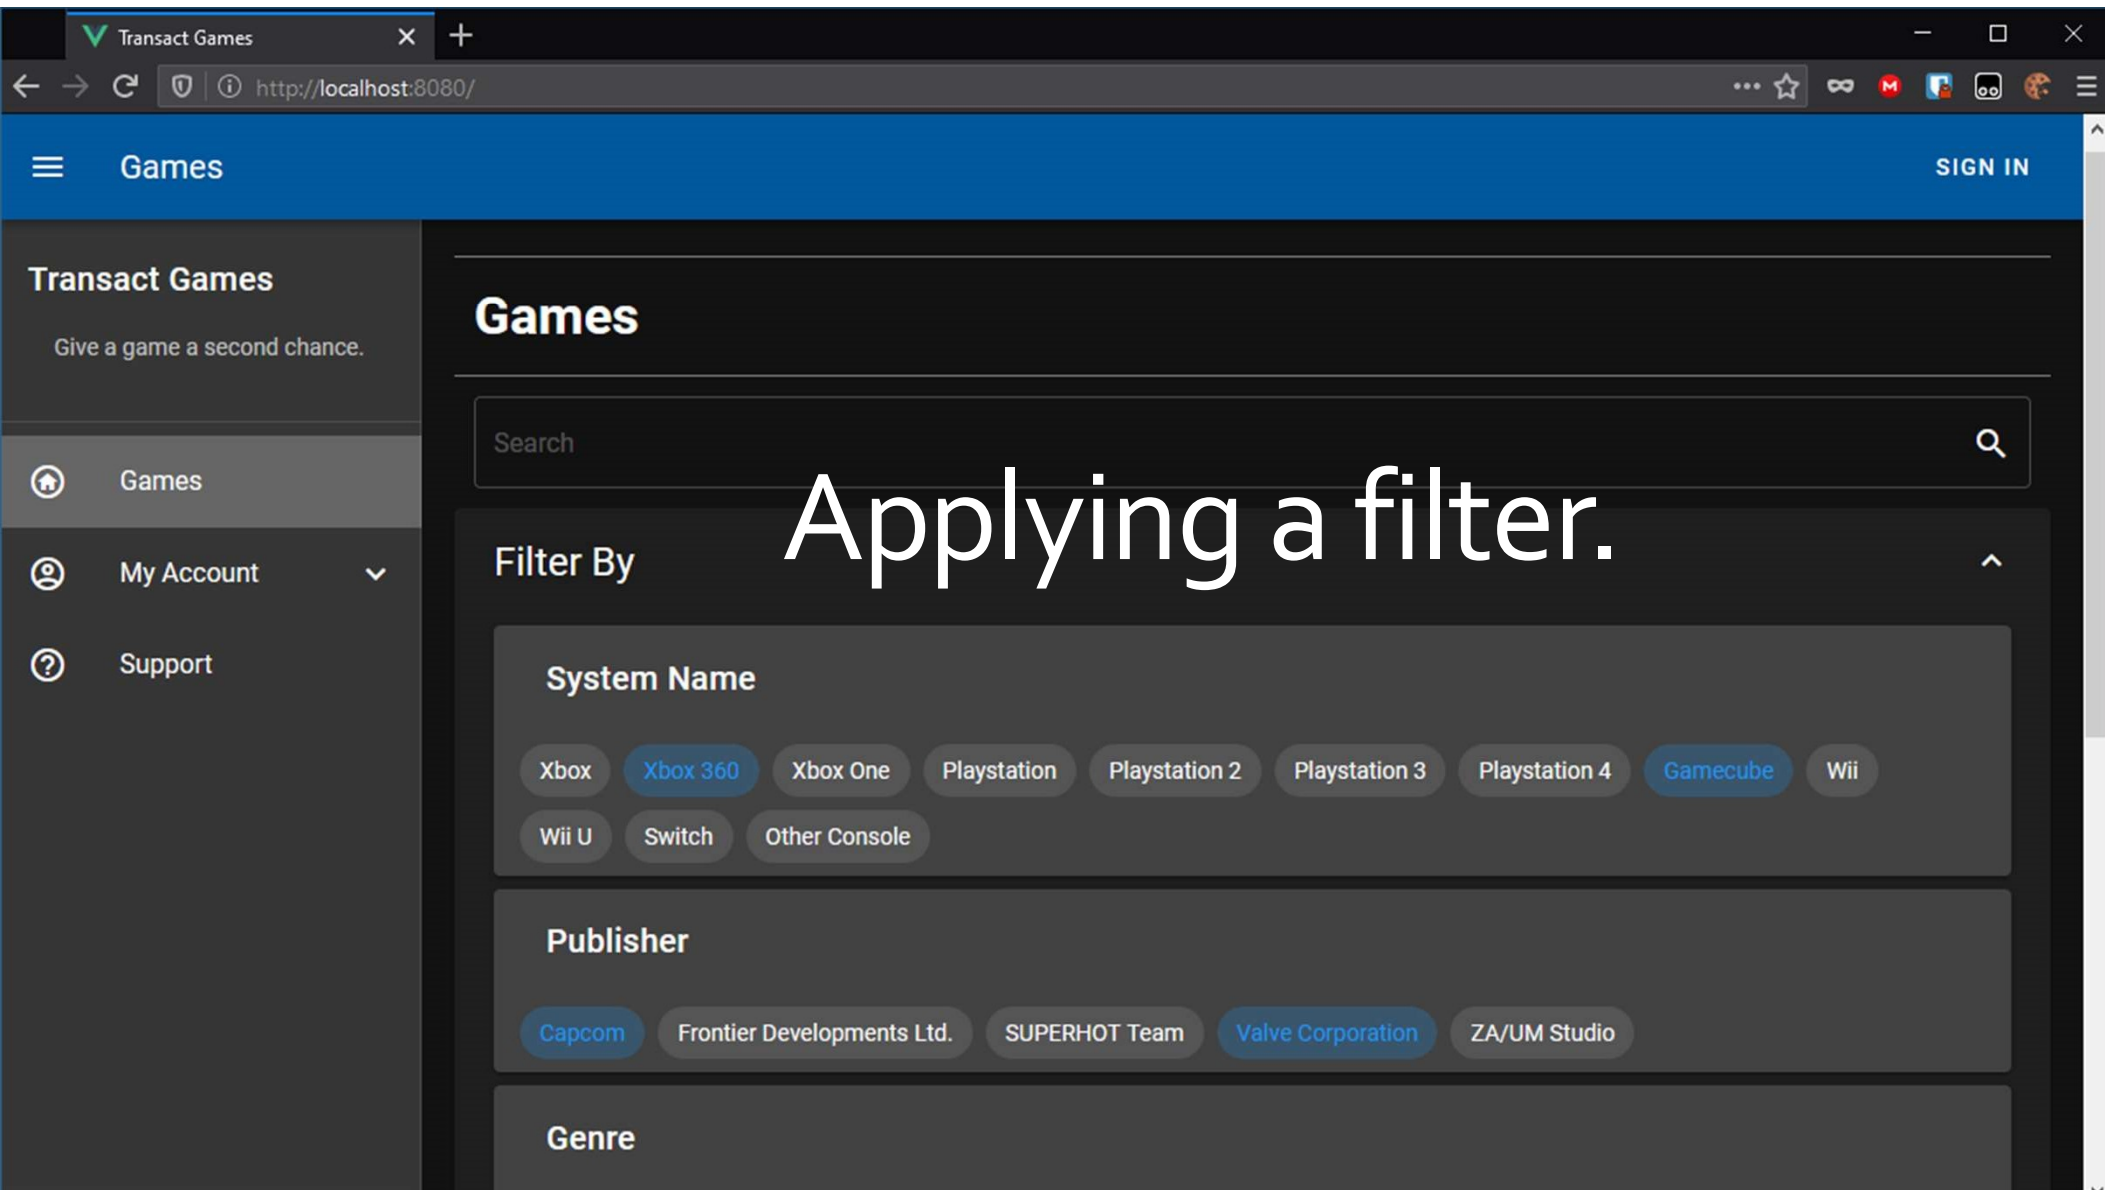 Transact Games
http://localhost:8080/
Games
SIGN IN
Transact Games
Give a game a second chance.
Games
My Account
Support
Games
Search
Applying a filter.
Filter By
System Name
Xbox Xbox 360 Xbox One Playstation Playstation 2 Playstation 3 Playstation 4 Gamecube Wii
Wii U Switch Other Console
Publisher
Capcom Frontier Developments Ltd. SUPERHOT Team Valve Corporation ZA/UM Studio
Genre